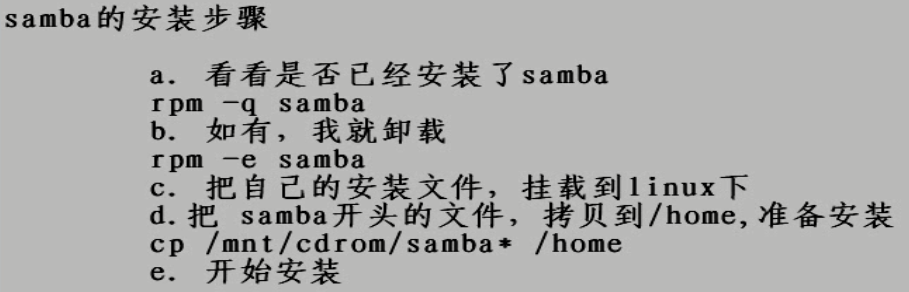 samba的安装步骤
a. 看看是否已经安装了samba
rpm -q samba
b. 如有，我就卸载
rpm -e samba
c. 把自己的安装文件，挂载到linux下
d.把 samba开头的文件，拷贝到/home,准备安装
cp /mnt/cdrom/samba* /home
e. 开始安装